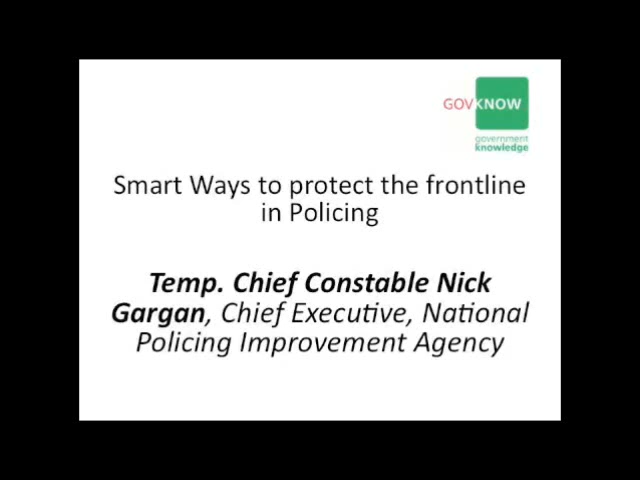 GOVKNOW
government
knowledge
Smart Ways to protect the frontline
in Policing
Temp. Chief Constable Nick
Gargan, Chief Executive, National
Policing Improvement Agency